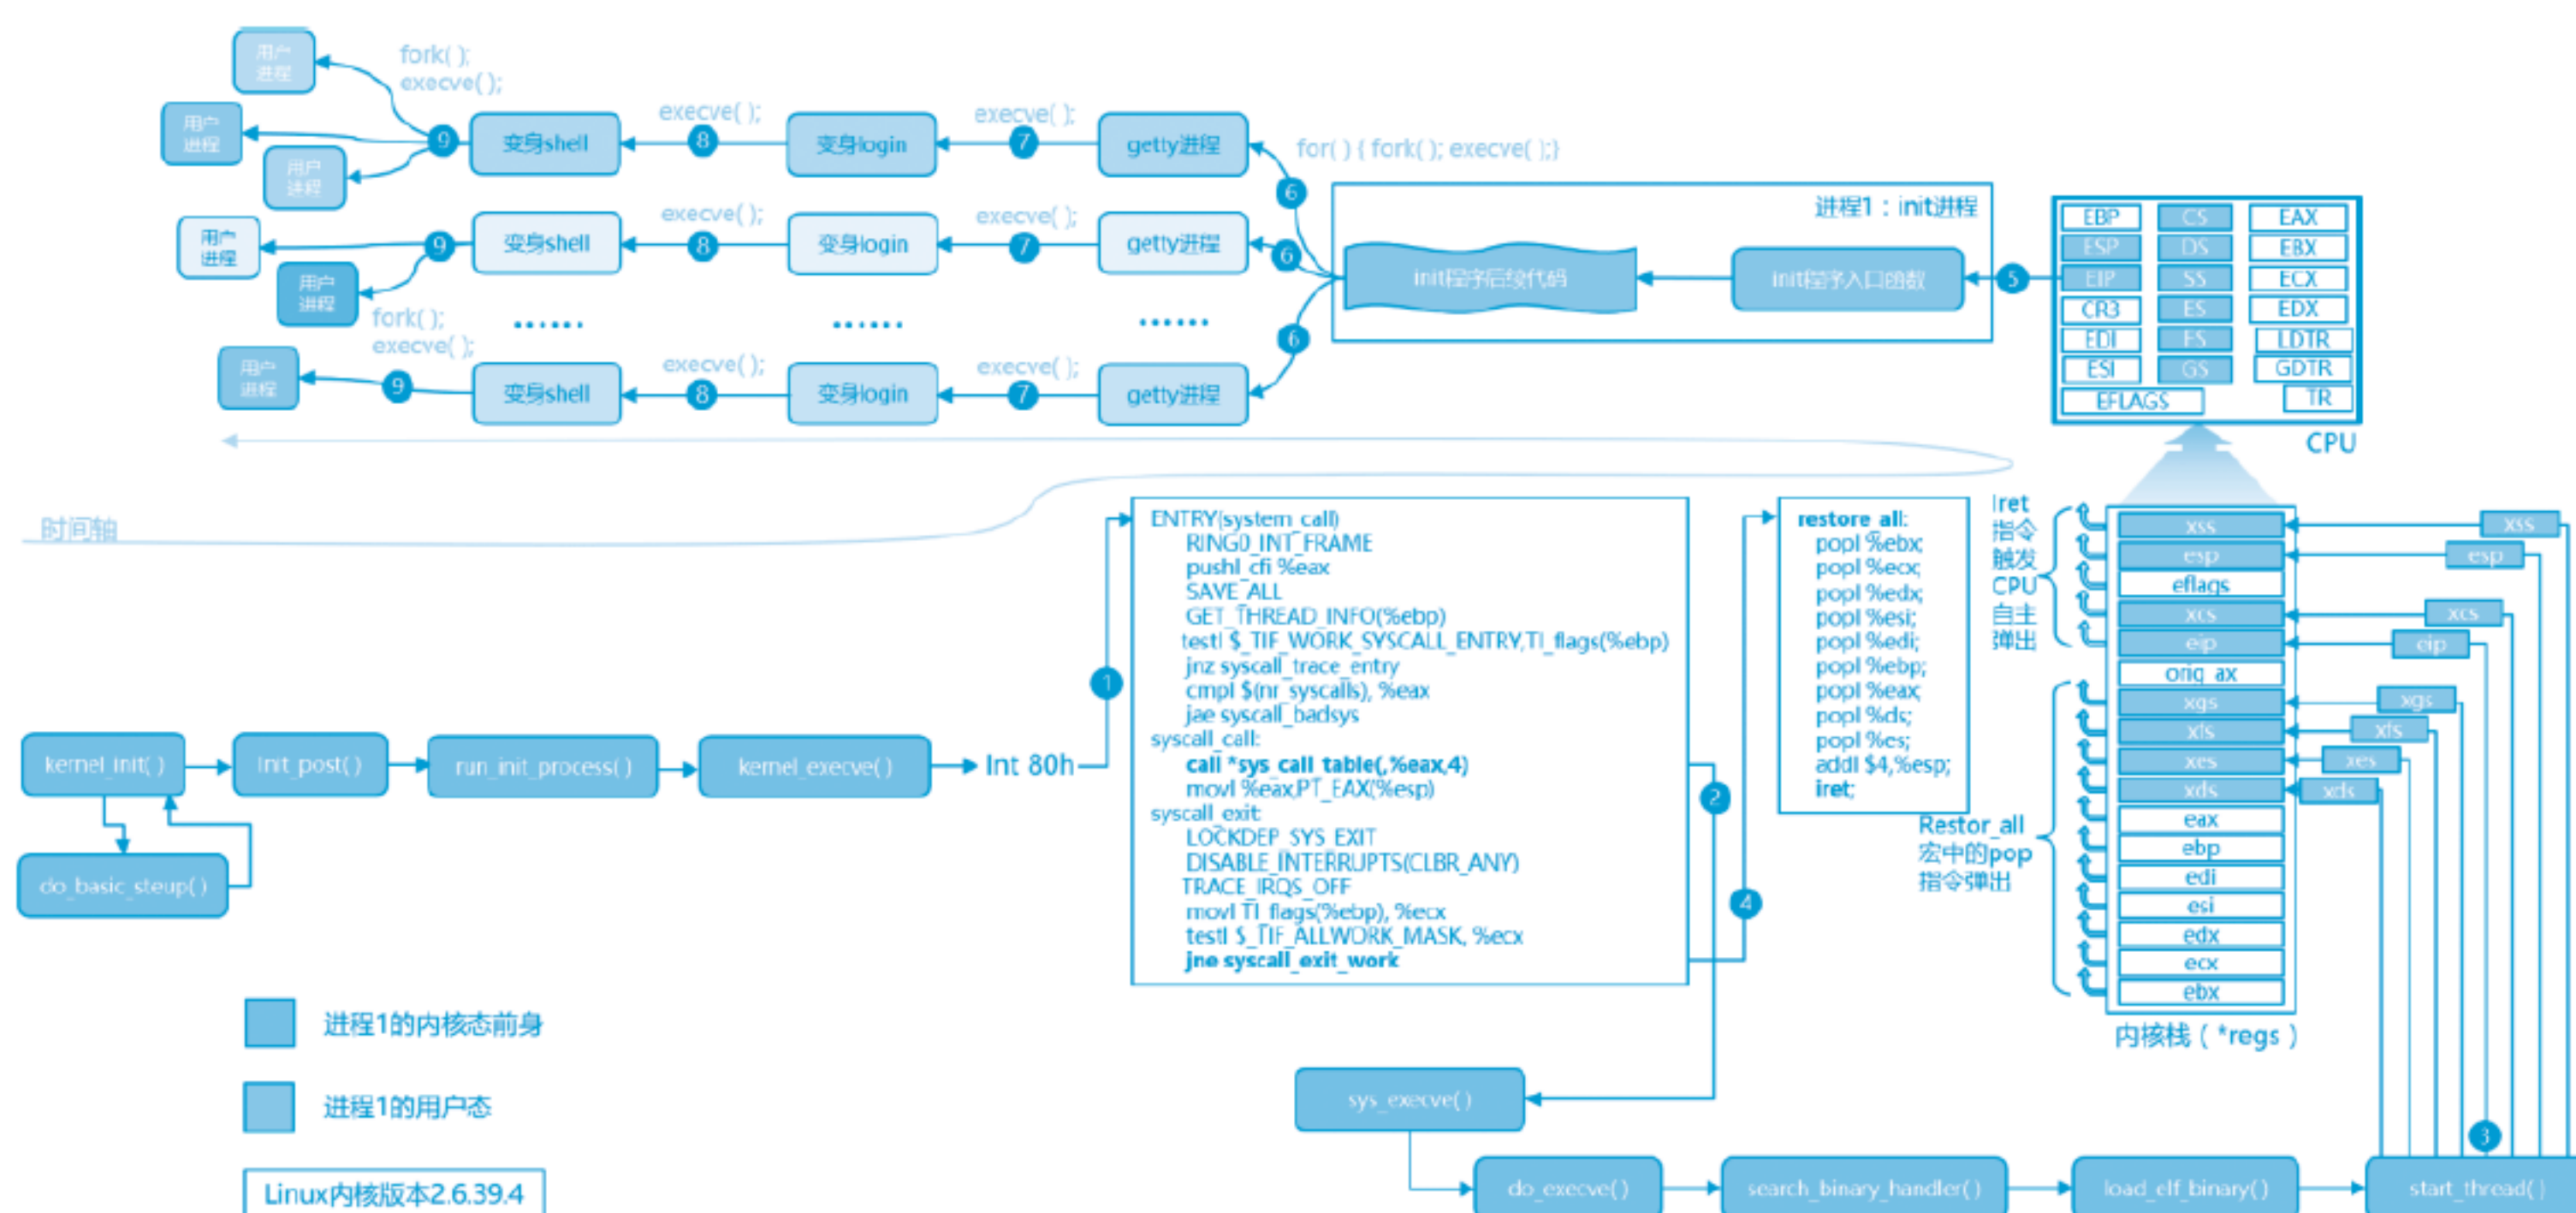 用户
进程
fork( );
execve( );
用户
进程
用户
进程
9
变身shell
execve( );
8
变身login
execve( );
7
getty进程
6
for( ) { fork( ); execve( );}
用户
进程
用户
进程
9
变身shell
execve( );
8
变身login
execve( );
7
getty进程
6
fork( );
execve( );
······
······
······
用户
进程
9
变身shell
execve( );
8
变身login
execve( );
7
getty进程
6
进程1：init进程
init程序后续代码
init程序入口函数
5
EBP
CS
EAX
ESP
DS
EBX
EIP
SS
ECX
CR3
ES
EDX
EDI
FS
LDTR
ESI
GS
GDTR
EFLAGS
TR
CPU
时间轴
kernel_init( )
Init_post( )
run_init_process( )
kernel_execve( )
Int 80h
do_basic_steup( )
1
ENTRY(system_call)
RING0_INT_FRAME
pushl_cfi %eax
SAVE_ALL
GET_THREAD_INFO(%ebp)
testl $_TIF_WORK_SYSCALL_ENTRY,TI_flags(%ebp)
jnz syscall_trace_entry
cmpl $(nr_syscalls), %eax
jae syscall_badsys
syscall_call:
call *sys_call_table(,%eax,4)
movl %eax,PT_EAX(%esp)
syscall_exit:
LOCKDEP_SYS_EXIT
DISABLE_INTERRUPTS(CLBR_ANY)
TRACE_IRQS_OFF
movl TI_flags(%ebp), %ecx
testl $_TIF_ALLWORK_MASK, %ecx
jne syscall_exit_work
2
4
restore_all:
popl %ebx;
popl %ecx;
popl %edx;
popl %esi;
popl %edi;
popl %ebp;
popl %eax;
popl %ds;
popl %es;
addl $4,%esp;
iret;
Iret
指令
触发
CPU
自主
弹出
Restor_all
宏中的pop
指令弹出
xss
esp
eflags
xcs
eip
orig_ax
xgs
xfs
xes
xds
eax
ebp
edi
esi
edx
ecx
ebx
内核栈（ *regs ）
xss
esp
xcs
eip
xgs
xfs
xes
xds
3
sys_execve( )
do_execve( )
search_binary_handler( )
load_elf_binary( )
start_thread( )
进程1的内核态前身
进程1的用户态
Linux内核版本2.6.39.4